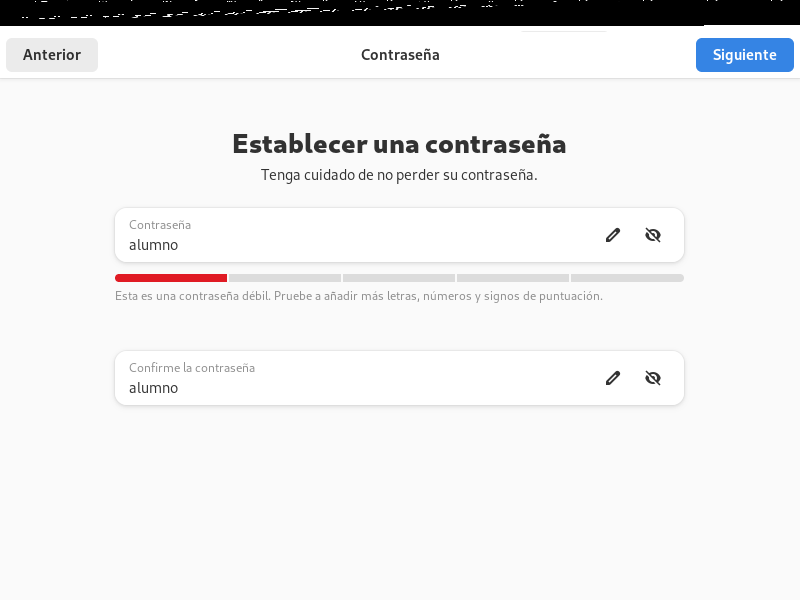 Anterior
Contraseña
Siguiente
Establecer una contraseña
Tenga cuidado de no perder su contraseña.
Contraseña
alumno
Esta es una contraseña débil. Pruebe a añadir más letras, números y signos de puntuación.
Confirme la contraseña
alumno